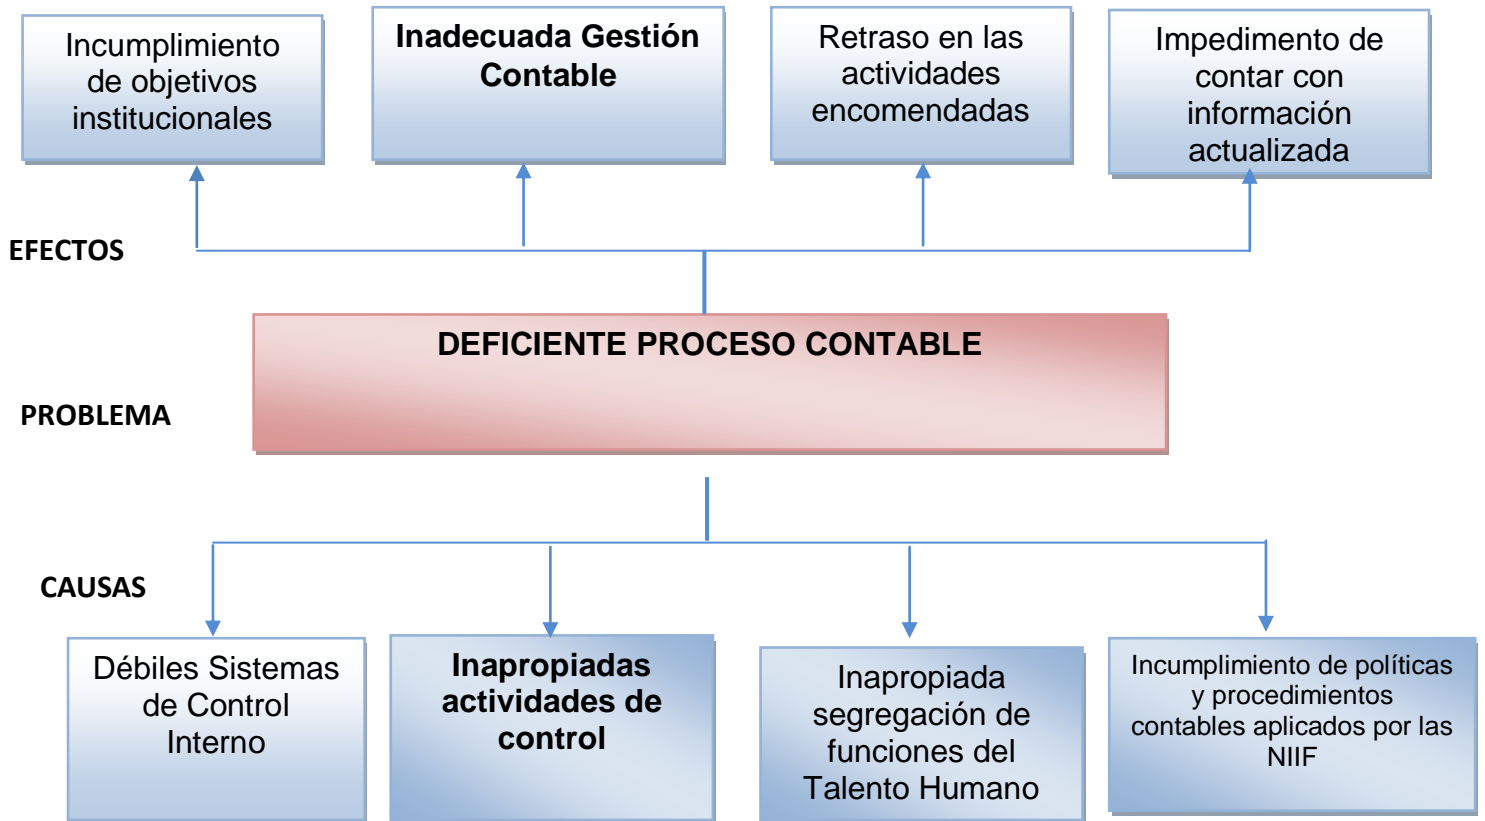 Incumplimiento
de objetivos
institucionales
Inadecuada Gestión
Contable
Retraso en las
actividades
encomendadas
Impedimento de
contar con
información
actualizada
EFECTOS
DEFICIENTE PROCESO CONTABLE
PROBLEMA
CAUSAS
Débiles Sistemas
de Control
Interno
Inapropiadas
actividades de
control
Inapropiada
segregación de
funciones del
Talento Humano
Incumplimiento de políticas
y procedimientos
contables aplicados por las
NIIF